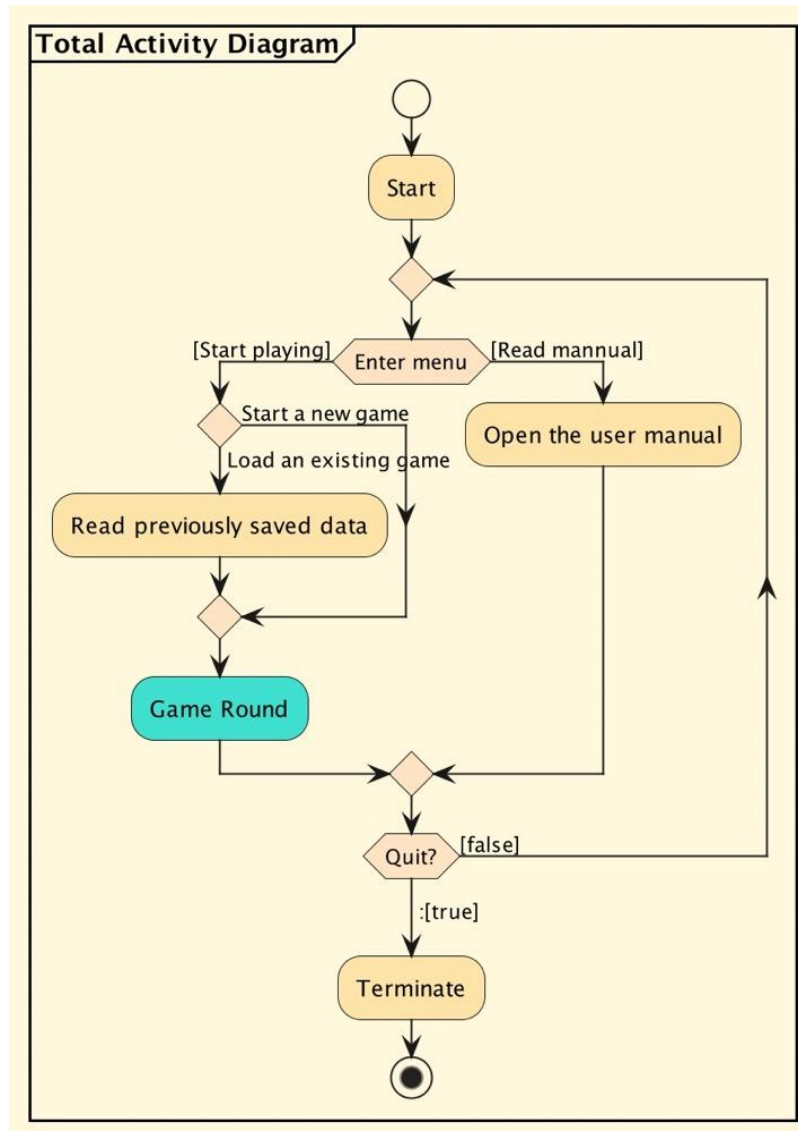 Total Activity Diagram
Start
[Start playing]
Enter menu
[Read mannual]
Start a new game
Open the user manual
Load an existing game
Read previously saved data
Game Round
Quit?
[false]
:[true]
Terminate